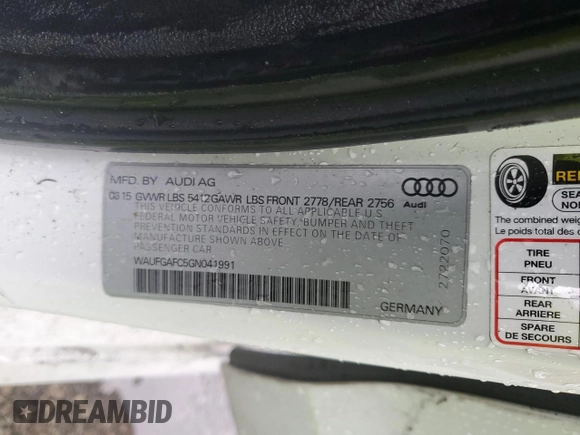 MFD. BY AUDI AG
08 15 GVWR LBS 5412 GAWR LBS FRONT 2778/REAR 2756
THIS VEHICLE CONFORMS TO ALL APPLICABLE U.S
FEDERAL MOTOR VEHICLE SAFETY, BUMPER AND THEFT
PREVENTION STANDARDS IN EFFECT ON THE DATE OF
MANUFACTURE SHOWN ABOVE
PASSENGER CAR
WAUFGAFC5GN041991
Audi
2792070
GERMANY
The combined weig
Le poids total des o
TIRE
PNEU
FRONT
AVANT
REAR
ARRIERE
SPARE
DE SECOURS
DREAMBID